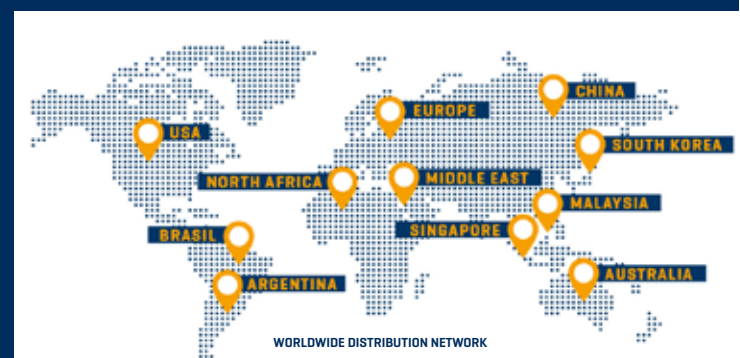 CHINA
EUROPE
USA
SOUTH KOREA
NORTH AFRICA
MIDDLE EAST
MALAYSIA
BRASIL
SINGAPORE
AUSTRALIA
ARGENTINA
WORLDWIDE DISTRIBUTION NETWORK